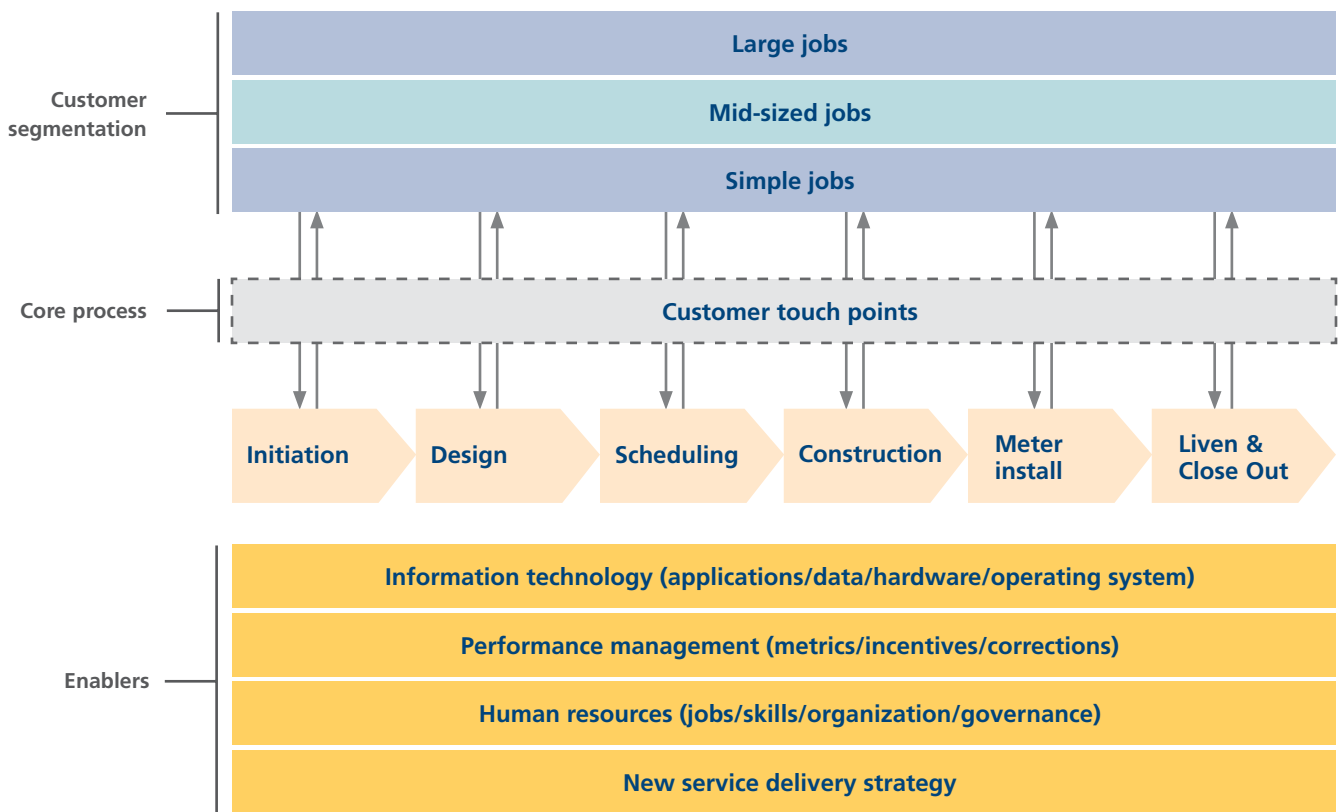 Large jobs
Customer
segmentation
Mid-sized jobs
Simple jobs
Core process
Customer touch points
Initiation
Design
Scheduling
Construction
Meter
install
Liven &
Close Out
Enablers
Information technology (applications/data/hardware/operating system)
Performance management (metrics/incentives/corrections)
Human resources (jobs/skills/organization/governance)
New service delivery strategy